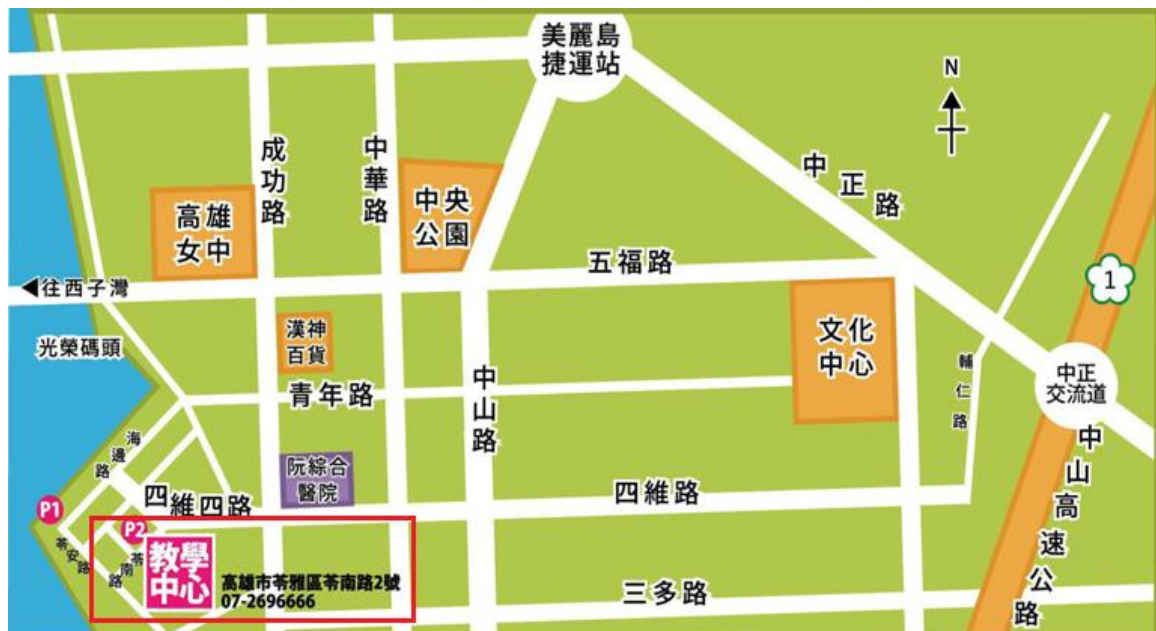 美麗島
捷運站
N
中正路
成功路
中華路
中央
公園
高雄
女中
五福路
往西子灣
1
漢神
百貨
文化
中心
光榮碼頭
輔仁路
中正
交流道
青年路
中山路
中山高速公路
海邊路
阮綜合
醫院
四維四路
四維路
P1
P2
苓安路
苓南路
教學
中心
高雄市苓雅區苓南路2號
07-2696666
三多路